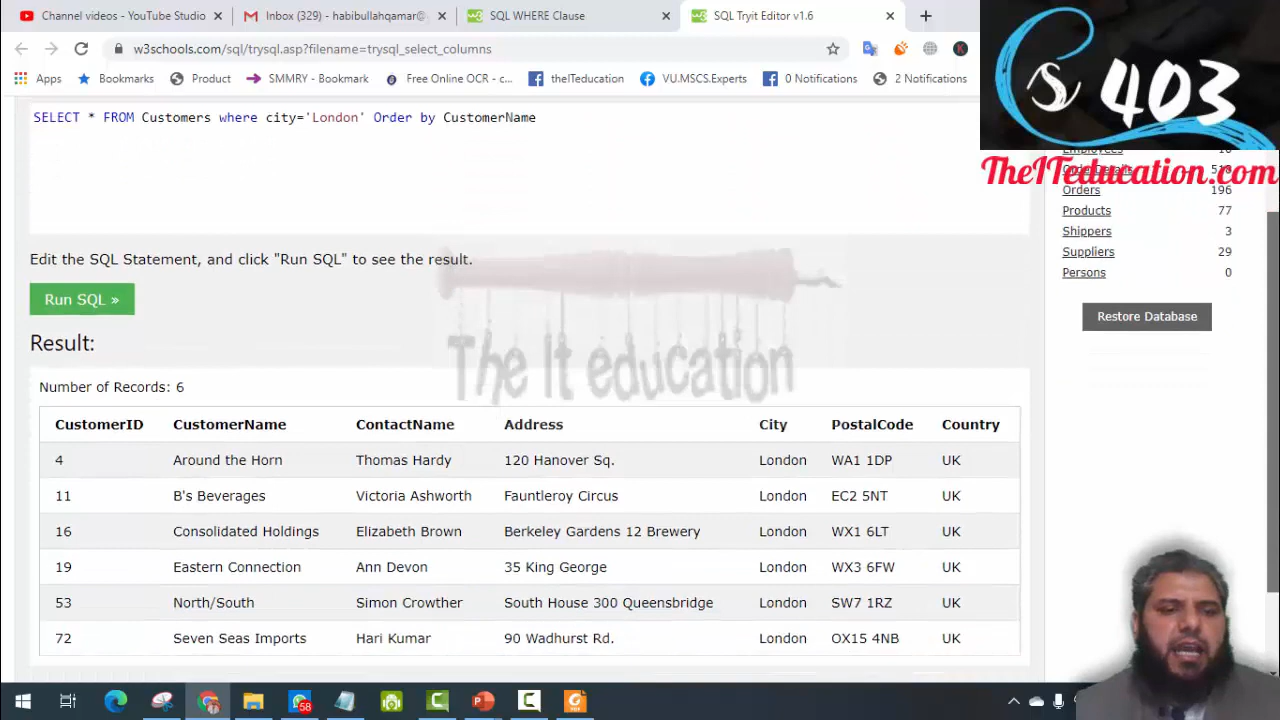 Channel videos - YouTube Studio
Inbox (329) - habibullahqamar@
SQL WHERE Clause
SQL Tryit Editor v1.6
w3schools.com/sql/trysql.asp?filename=trysql_select_columns
Apps
Bookmarks
Product
SMMRY - Bookmark
Free Online OCR - c...
theITeducation
VU.MSCS.Experts
0 Notifications
2 Notifications
CS 403
TheITeducation.com
SELECT * FROM Customers where city='London' Order by CustomerName
Employees 10
Order Details 518
Orders 196
Products 77
Shippers 3
Suppliers 29
Persons 0
Restore Database
Edit the SQL Statement, and click "Run SQL" to see the result.
Run SQL »
The It education
Result:
Number of Records: 6
CustomerID CustomerName ContactName Address City PostalCode Country
4 Around the Horn Thomas Hardy 120 Hanover Sq. London WA1 1DP UK
11 B's Beverages Victoria Ashworth Fauntleroy Circus London EC2 5NT UK
16 Consolidated Holdings Elizabeth Brown Berkeley Gardens 12 Brewery London WX1 6LT UK
19 Eastern Connection Ann Devon 35 King George London WX3 6FW UK
53 North/South Simon Crowther South House 300 Queensbridge London SW7 1RZ UK
72 Seven Seas Imports Hari Kumar 90 Wadhurst Rd. London OX15 4NB UK
58